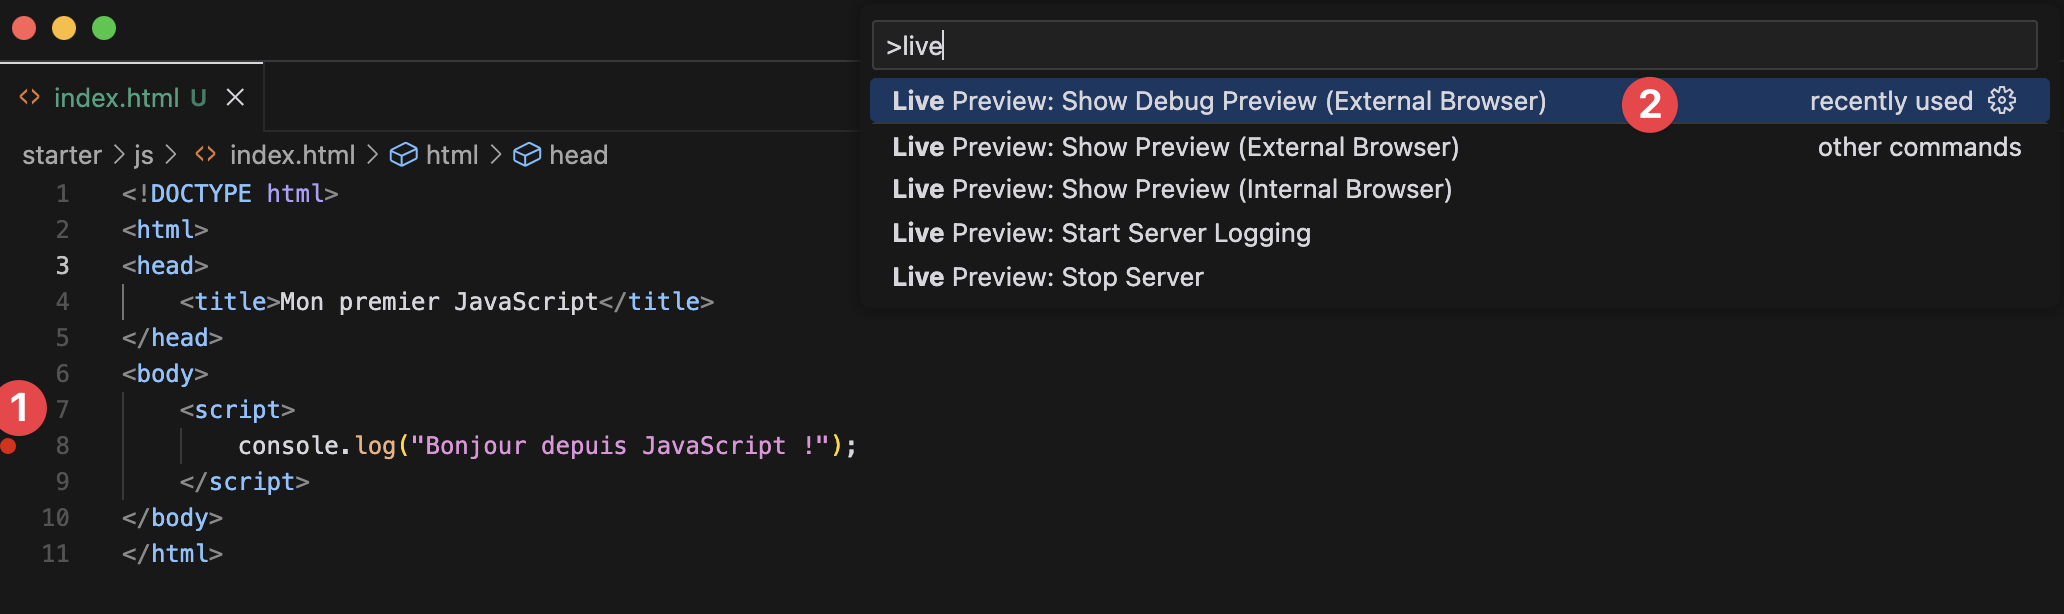 >live
Live Preview: Show Debug Preview (External Browser) 2 recently used
Live Preview: Show Preview (External Browser) other commands
Live Preview: Show Preview (Internal Browser)
Live Preview: Start Server Logging
Live Preview: Stop Server
index.html U
starter > js > <> index.html > html > head
1 <!DOCTYPE html>
2 <html>
3 <head>
4 <title>Mon premier JavaScript</title>
5 </head>
6 <body>
1 7 <script>
8 console.log("Bonjour depuis JavaScript !");
9 </script>
10 </body>
11 </html>